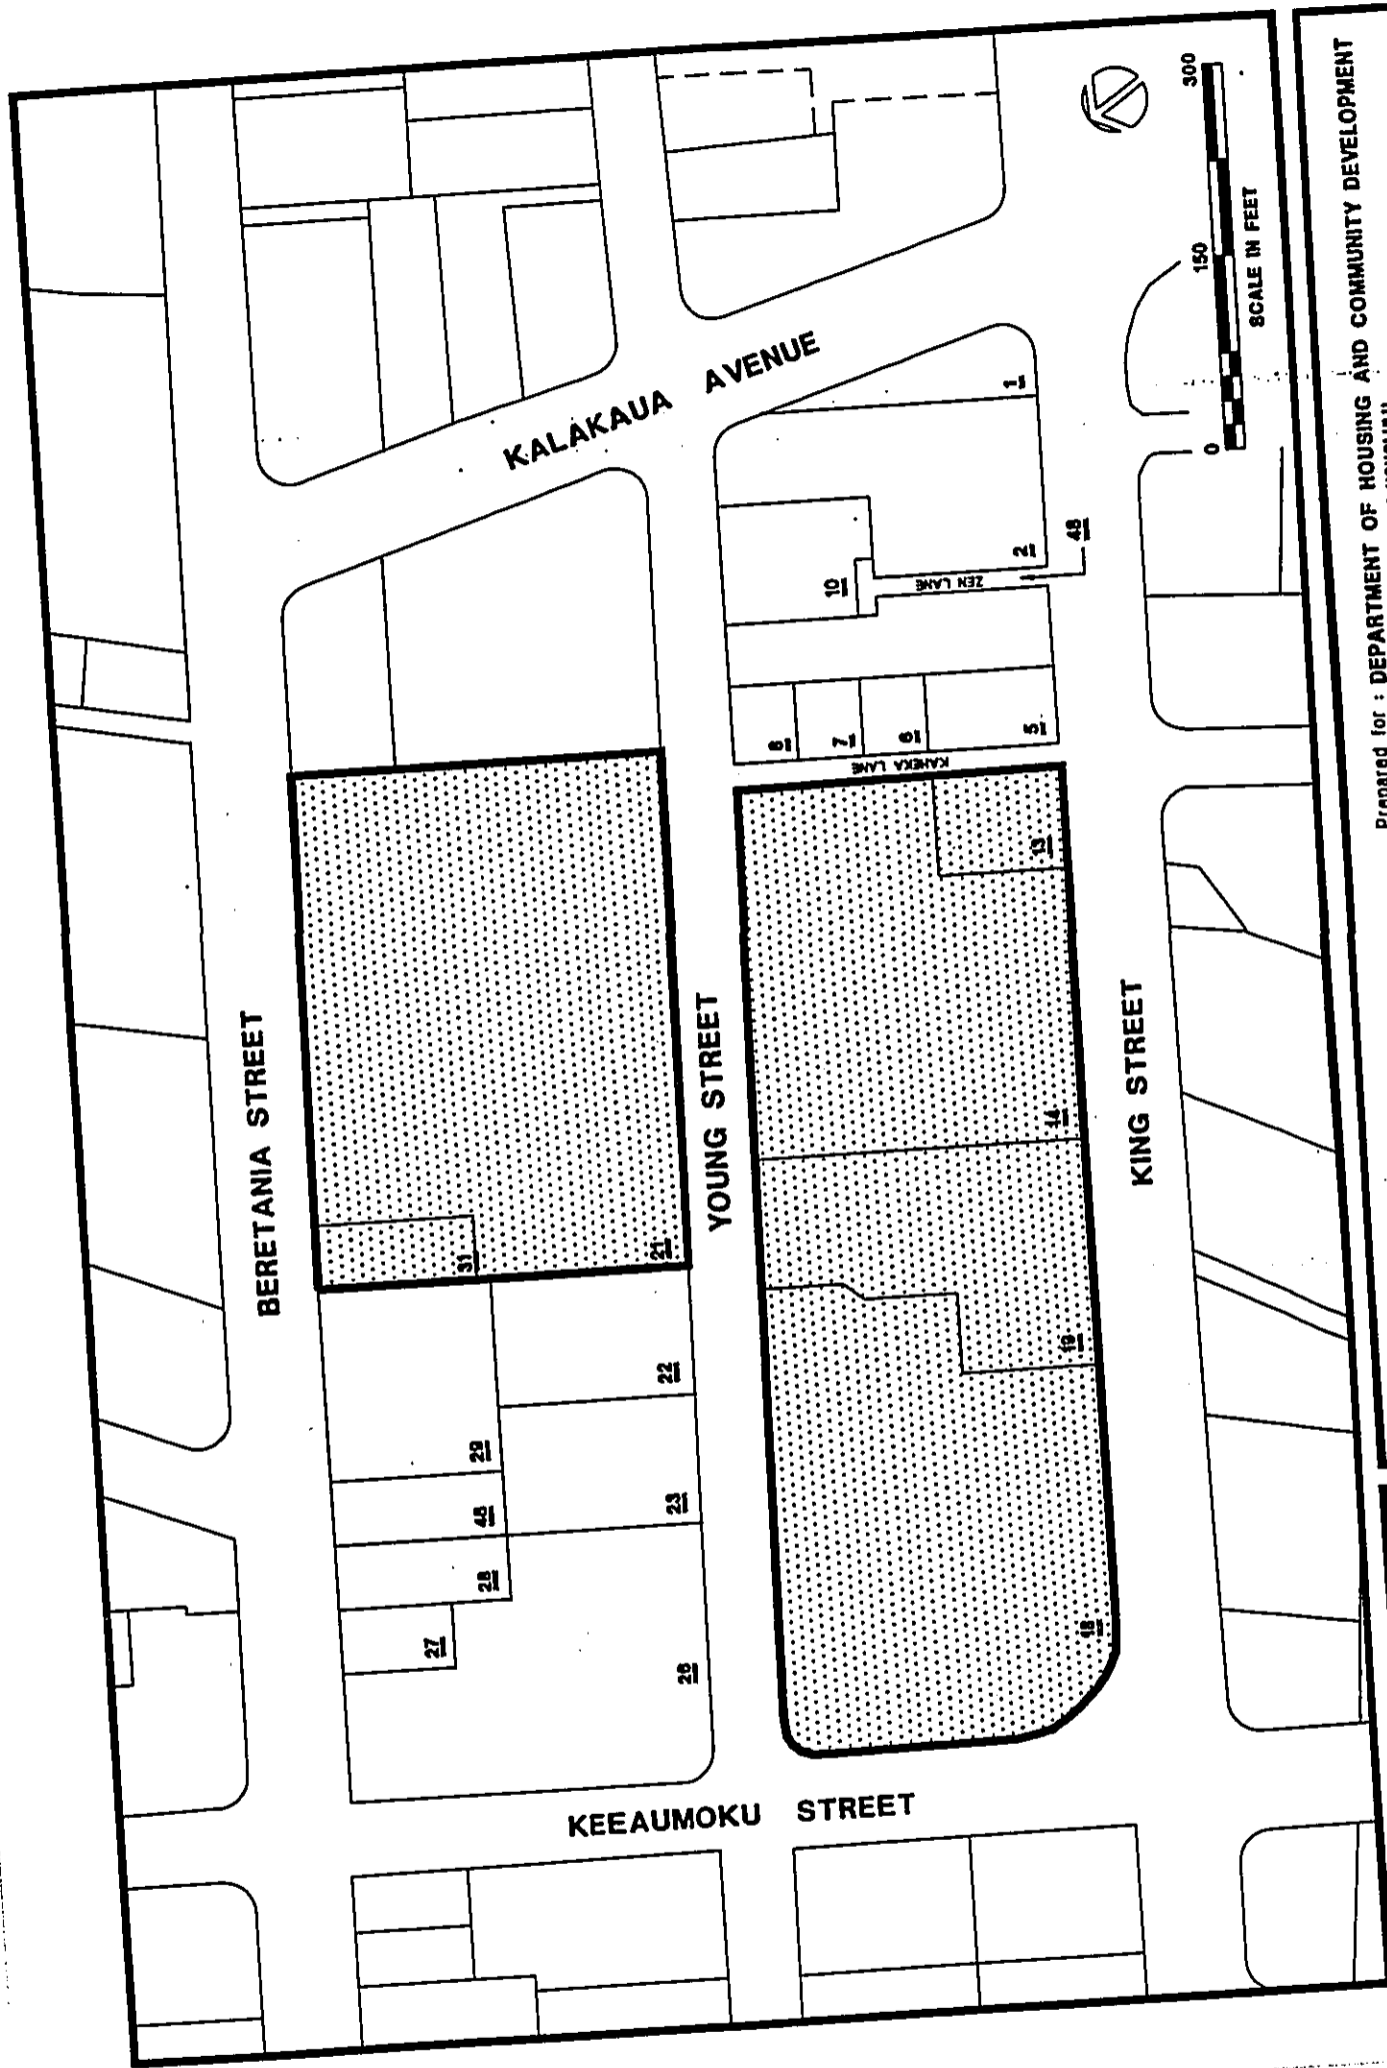 BERETANIA STREET
YOUNG STREET
KING STREET
KALAKAUA AVENUE
KEEAUMOKU STREET
KAHEKA LANE
ZEN LANE
1
2
48
10
8
7
6
5
13
14
19
18
31
21
29
22
48
23
28
27
26
0
150
300
SCALE IN FEET
Prepared for : DEPARTMENT OF HOUSING AND COMMUNITY DEVELOPMENT